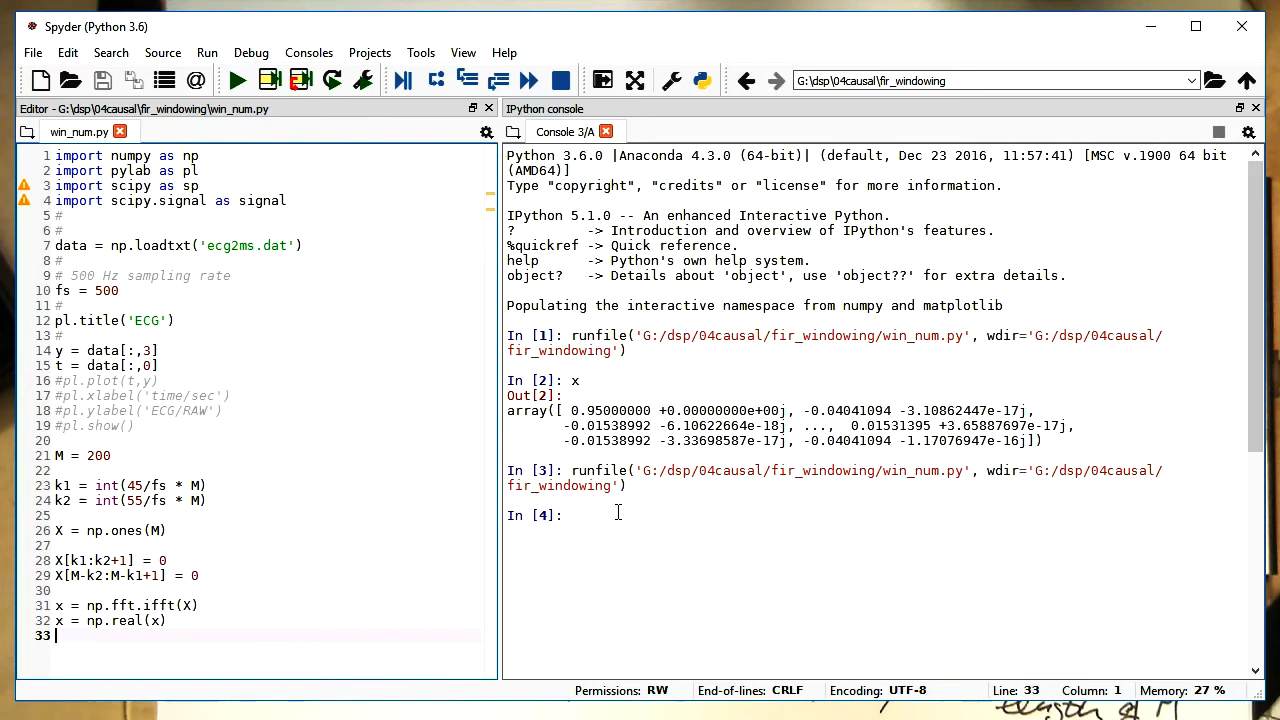 Spyder (Python 3.6)
File Edit Search Source Run Debug Consoles Projects Tools View Help
G:\dsp\04causal\fir_windowing
Editor - G:\dsp\04causal\fir_windowing\win_num.py
win_num.py
1 import numpy as np
2 import pylab as pl
3 import scipy as sp
4 import scipy.signal as signal
5 #
6 #
7 data = np.loadtxt('ecg2ms.dat')
8 #
9 # 500 Hz sampling rate
10 fs = 500
11 #
12 pl.title('ECG')
13 #
14 y = data[:,3]
15 t = data[:,0]
16 #pl.plot(t,y)
17 #pl.xlabel('time/sec')
18 #pl.ylabel('ECG/RAW')
19 #pl.show()
20
21 M = 200
22
23 k1 = int(45/fs * M)
24 k2 = int(55/fs * M)
25
26 X = np.ones(M)
27
28 X[k1:k2+1] = 0
29 X[M-k2:M-k1+1] = 0
30
31 x = np.fft.ifft(X)
32 x = np.real(x)
33
IPython console
Console 3/A
Python 3.6.0 |Anaconda 4.3.0 (64-bit)| (default, Dec 23 2016, 11:57:41) [MSC v.1900 64 bit
(AMD64)]
Type "copyright", "credits" or "license" for more information.
IPython 5.1.0 -- An enhanced Interactive Python.
? -> Introduction and overview of IPython's features.
%quickref -> Quick reference.
help -> Python's own help system.
object? -> Details about 'object', use 'object??' for extra details.
Populating the interactive namespace from numpy and matplotlib
In [1]: runfile('G:/dsp/04causal/fir_windowing/win_num.py', wdir='G:/dsp/04causal/
fir_windowing')
In [2]: x
Out[2]:
array([ 0.95000000 +0.00000000e+00j, -0.04041094 -3.10862447e-17j,
-0.01538992 -6.10622664e-18j, ..., 0.01531395 +3.65887697e-17j,
-0.01538992 -3.33698587e-17j, -0.04041094 -1.17076947e-16j])
In [3]: runfile('G:/dsp/04causal/fir_windowing/win_num.py', wdir='G:/dsp/04causal/
fir_windowing')
In [4]:
Permissions: RW End-of-lines: CRLF Encoding: UTF-8 Line: 33 Column: 1 Memory: 27 %
length of M